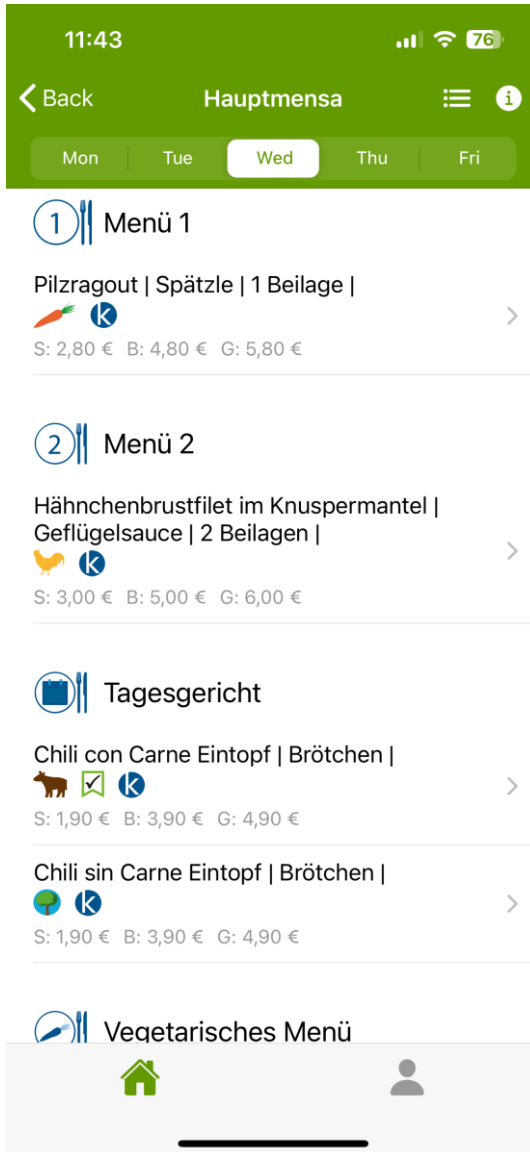 11:43
76
Back
Hauptmensa
i
Mon Tue Wed Thu Fri
1 Menü 1
Pilzragout | Spätzle | 1 Beilage |
k
S: 2,80 € B: 4,80 € G: 5,80 €
2 Menü 2
Hähnchenbrustfilet im Knuspermantel |
Geflügelsauce | 2 Beilagen |
k
S: 3,00 € B: 5,00 € G: 6,00 €
Tagesgericht
Chili con Carne Eintopf | Brötchen |
k
S: 1,90 € B: 3,90 € G: 4,90 €
Chili sin Carne Eintopf | Brötchen |
k
S: 1,90 € B: 3,90 € G: 4,90 €
Vegetarisches Menü